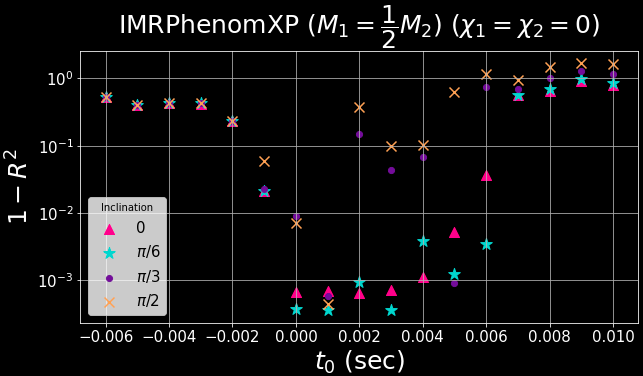 IMRPhenomXP (M₁ = 1/2 M₂) (χ₁ = χ₂ = 0)
1 − R²
10⁰
10⁻¹
10⁻²
10⁻³
Inclination
0
π/6
π/3
π/2
−0.006 −0.004 −0.002 0.000 0.002 0.004 0.006 0.008 0.010
t₀ (sec)